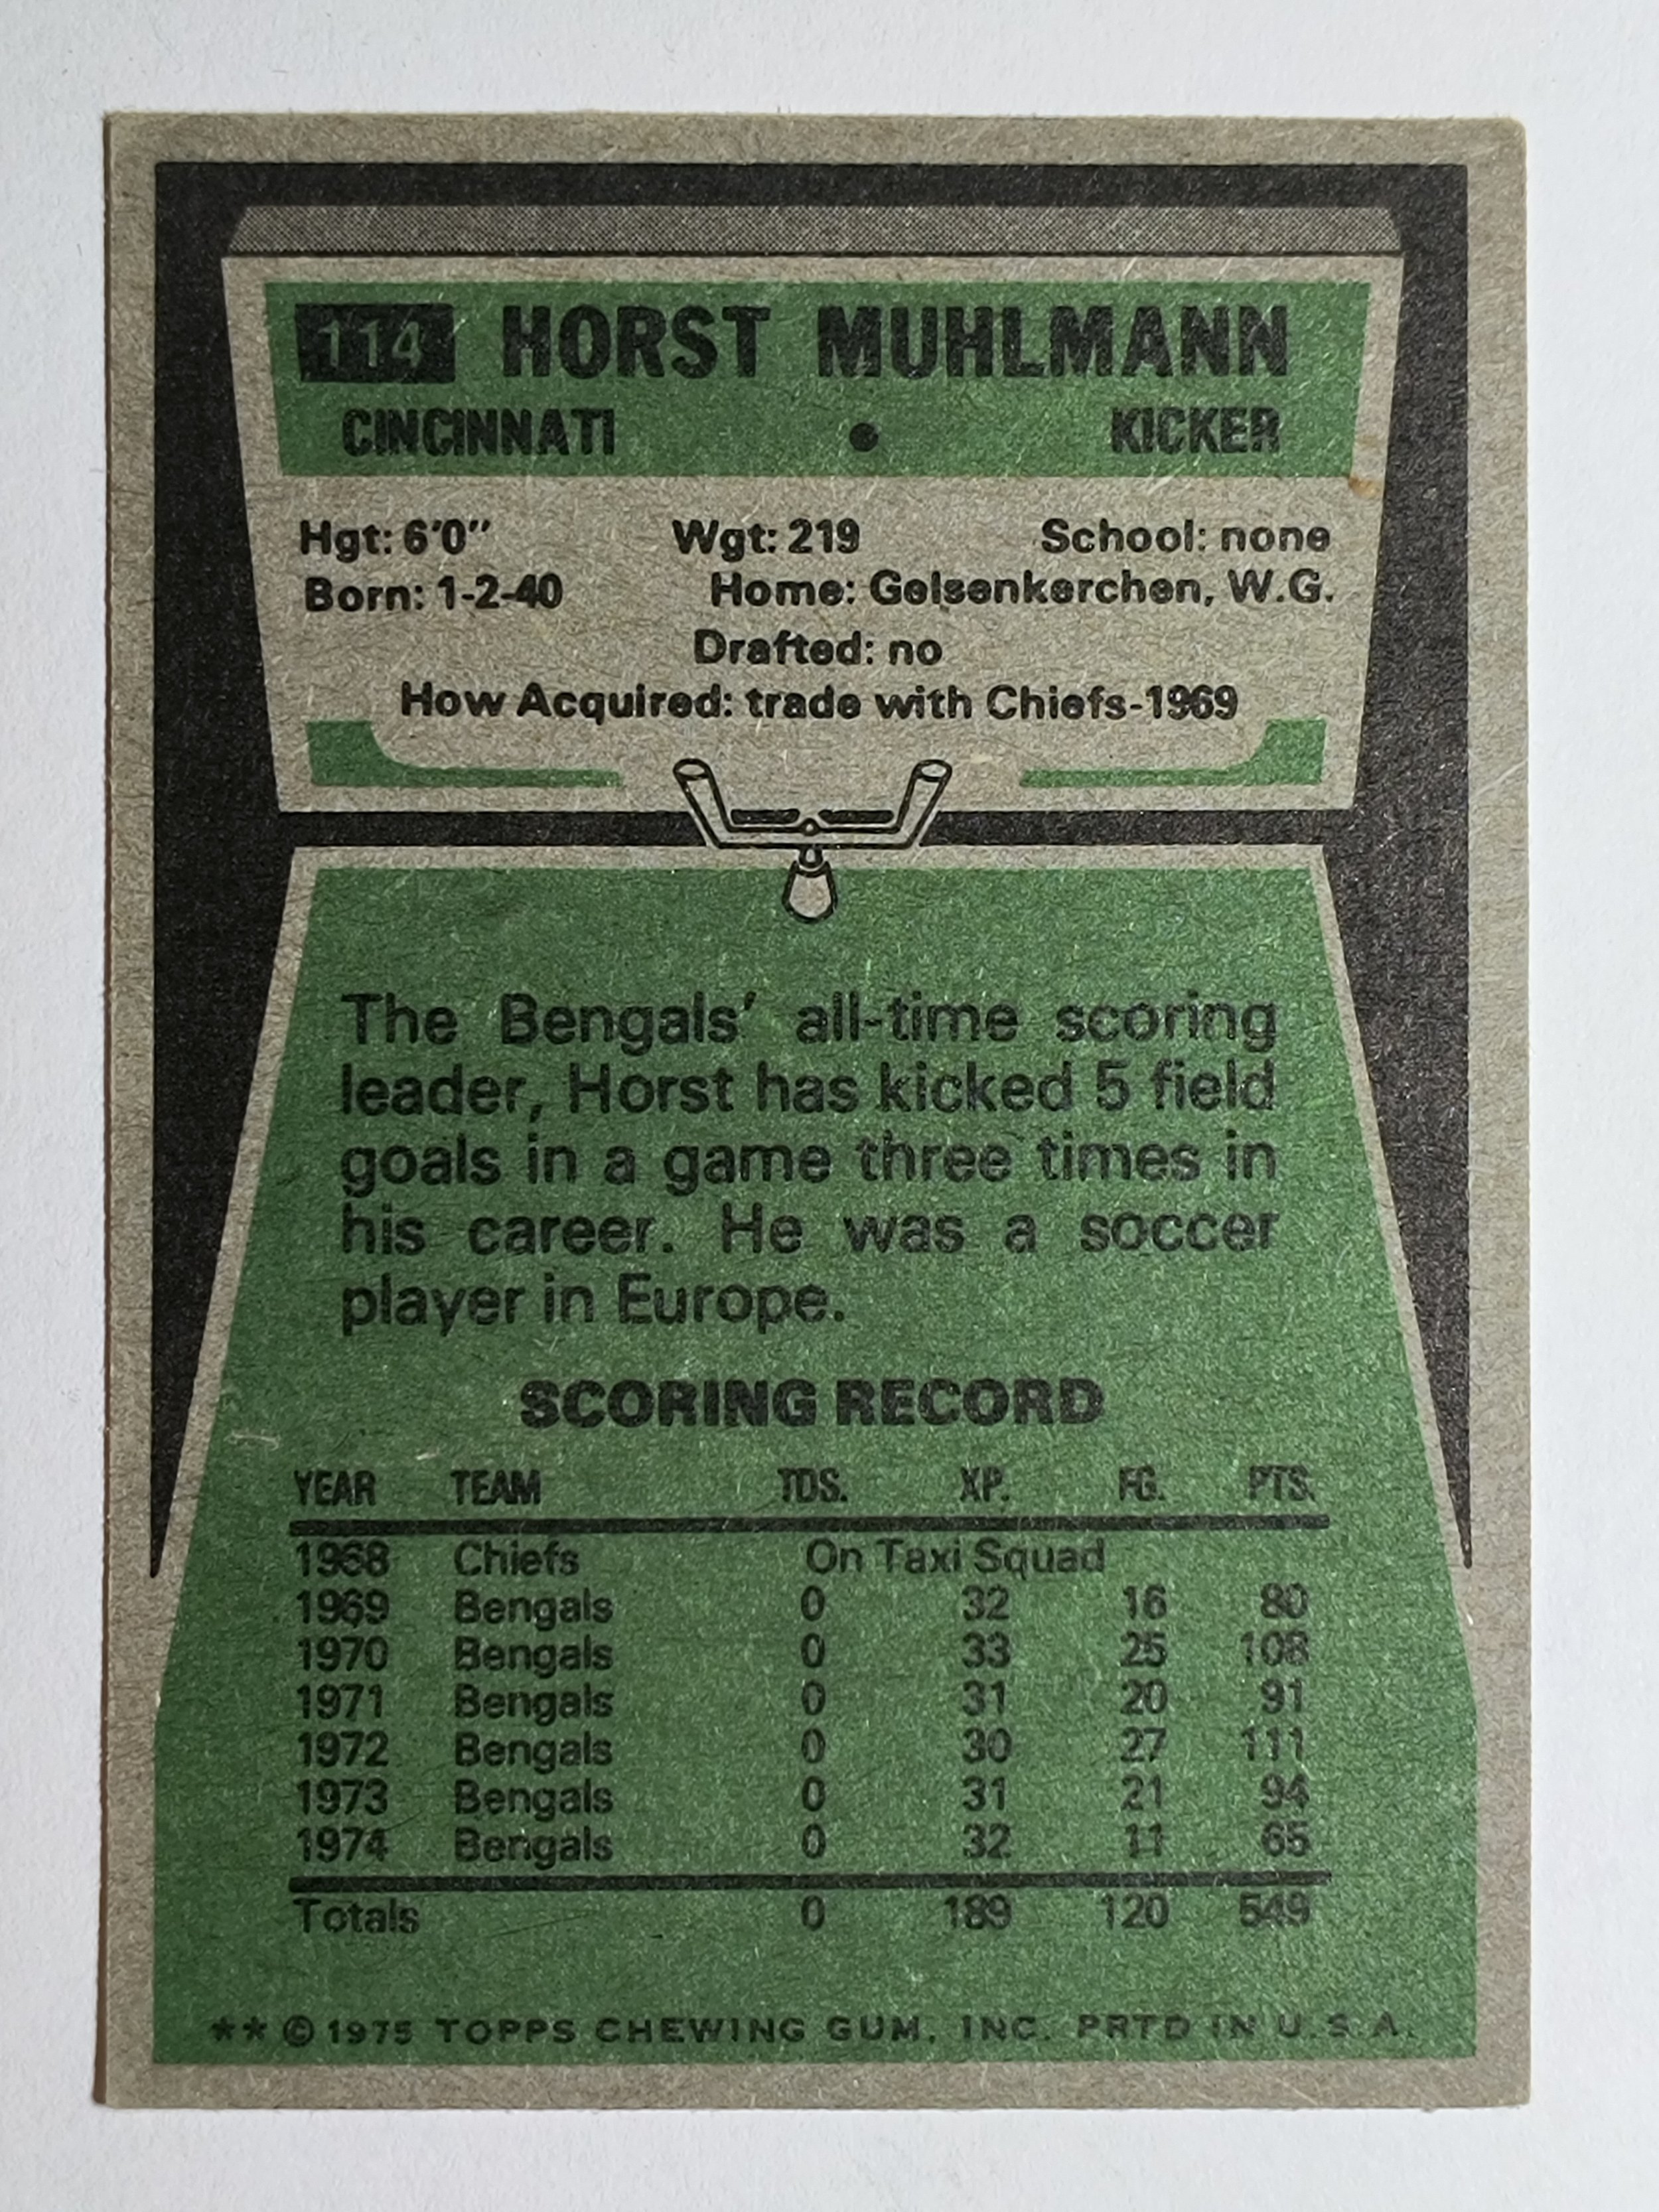 114 HORST MUHLMANN
CINCINNATI • KICKER
Hgt: 6'0" Wgt: 219 School: none
Born: 1-2-40 Home: Gelsenkerchen, W.G.
Drafted: no
How Acquired: trade with Chiefs-1969
The Bengals' all-time scoring
leader, Horst has kicked 5 field
goals in a game three times in
his career. He was a soccer
player in Europe.
SCORING RECORD
YEAR TEAM TDS. XP. FG. PTS.
1968 Chiefs On Taxi Squad
1969 Bengals 0 32 16 80
1970 Bengals 0 33 25 108
1971 Bengals 0 31 20 91
1972 Bengals 0 30 27 111
1973 Bengals 0 31 21 94
1974 Bengals 0 32 11 65
Totals 0 189 120 549
** © 1975 TOPPS CHEWING GUM, INC. PRTD IN U.S.A.